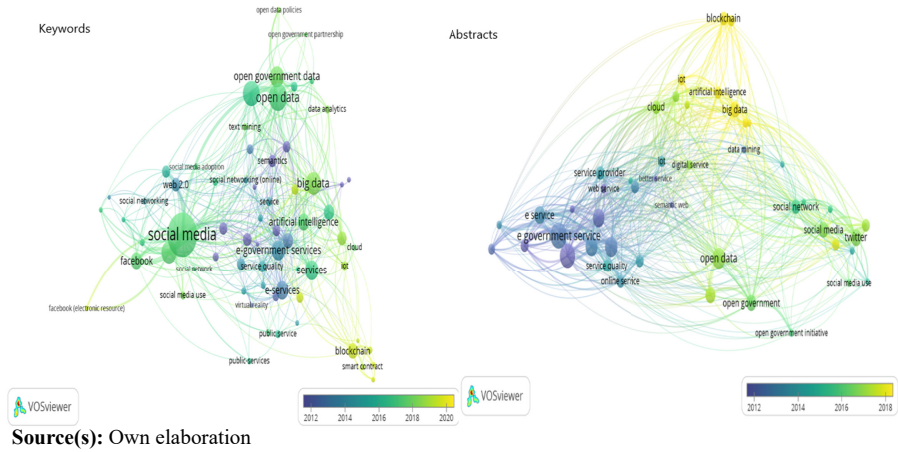 Keywords
open data policies
open government partnership
open government data
open data
data analytics
text mining
semantics
social media adoption
web 2.0
social networking (online)
big data
social networking
service
artificial intelligence
social media
e-government services
cloud
facebook
social network
service quality
services
iot
social media use
e-services
virtual reality
facebook (electronic resource)
public service
public services
blockchain
smart contract
VOSviewer
2012 2014 2016 2018 2020
Abstracts
blockchain
iot
artificial intelligence
cloud
big data
data mining
iot
digital service
service provider
better service
web service
semantic web
e service
social network
e government service
social media
twitter
service quality
open data
online service
social media use
open government
open government initiative
VOSviewer
2012 2014 2016 2018
Source(s): Own elaboration